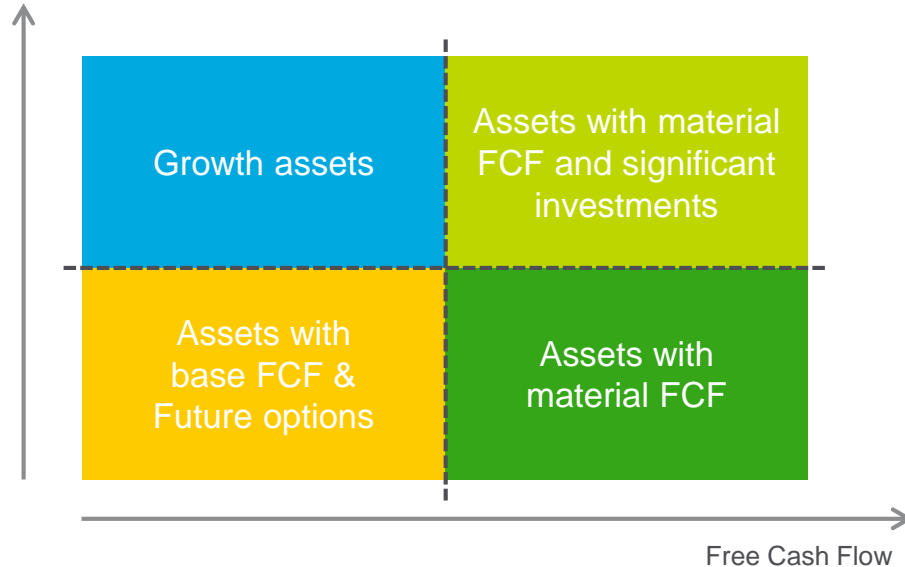 Growth assets
Assets with material
FCF and significant
investments
Assets with
base FCF &
Future options
Assets with
material FCF
Free Cash Flow